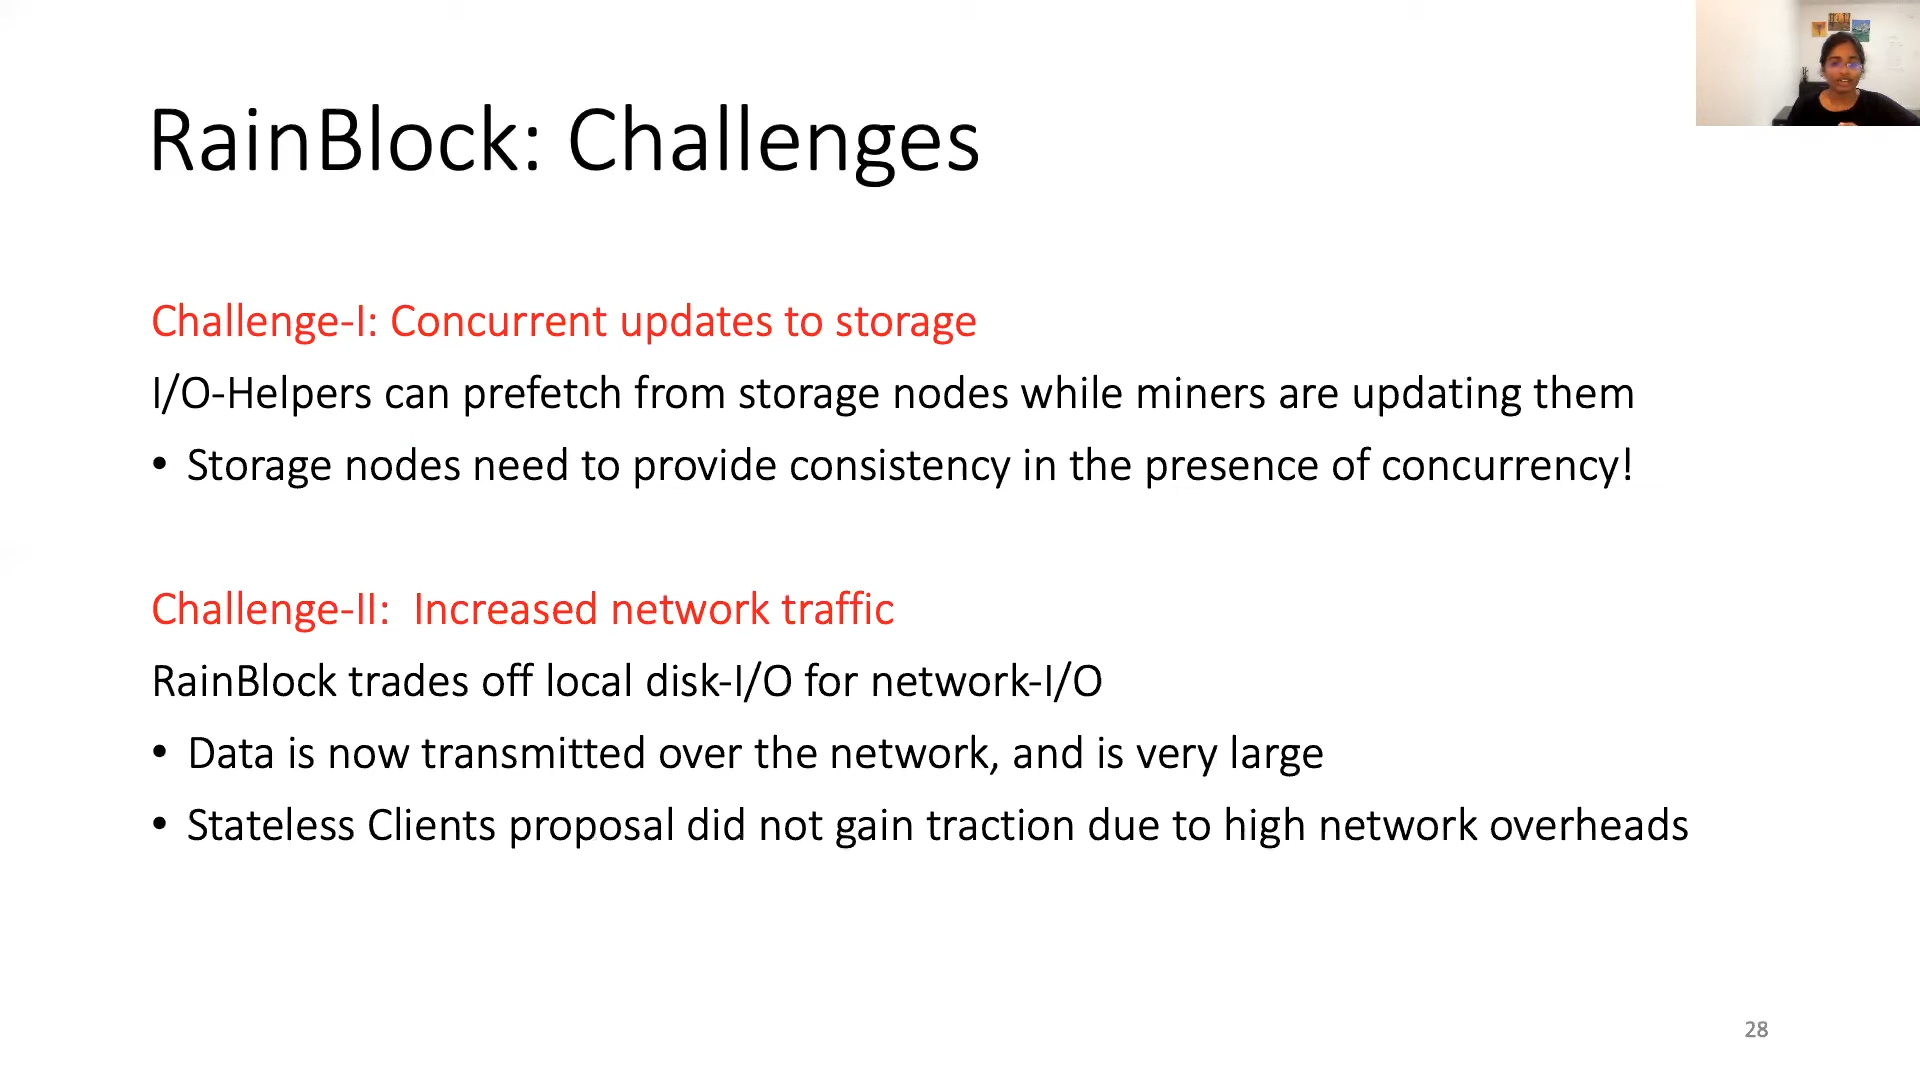 RainBlock: Challenges
Challenge-I: Concurrent updates to storage
I/O-Helpers can prefetch from storage nodes while miners are updating them
• Storage nodes need to provide consistency in the presence of concurrency!
Challenge-II:  Increased network traffic
RainBlock trades off local disk-I/O for network-I/O
• Data is now transmitted over the network, and is very large
• Stateless Clients proposal did not gain traction due to high network overheads
28